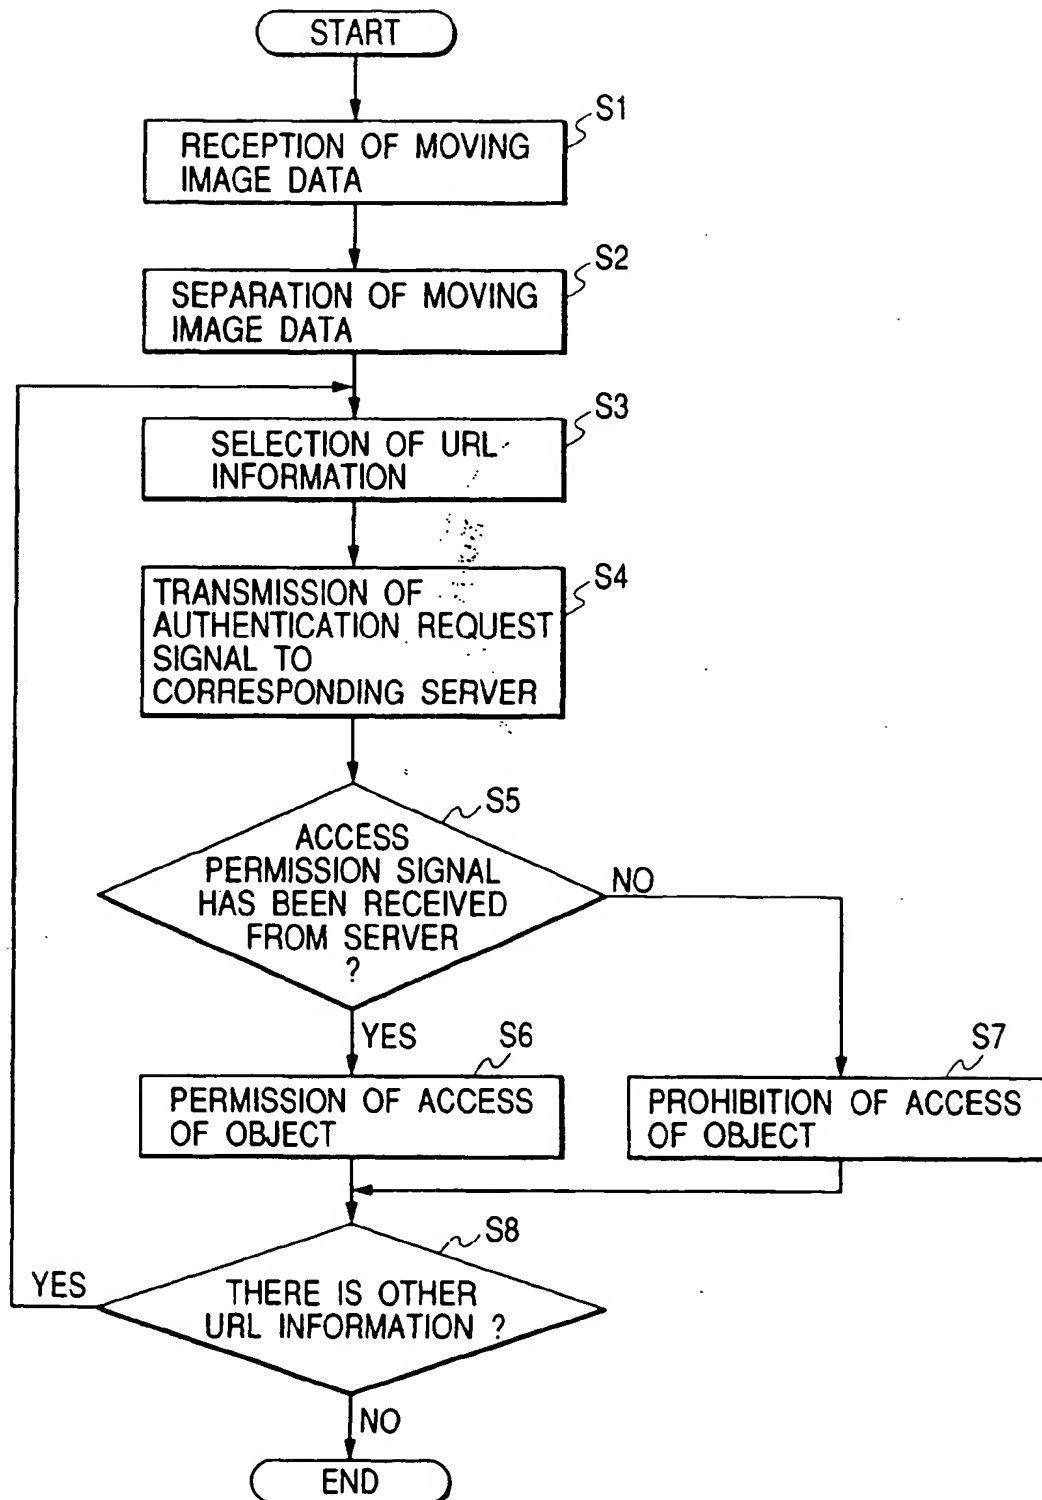 START
S1
RECEPTION OF MOVING
IMAGE DATA
S2
SEPARATION OF MOVING
IMAGE DATA
S3
SELECTION OF URL
INFORMATION
S4
TRANSMISSION OF
AUTHENTICATION REQUEST
SIGNAL TO
CORRESPONDING SERVER
S5
ACCESS
PERMISSION SIGNAL
HAS BEEN RECEIVED
FROM SERVER
?
NO
YES
S6
PERMISSION OF ACCESS
OF OBJECT
S7
PROHIBITION OF ACCESS
OF OBJECT
S8
THERE IS OTHER
URL INFORMATION ?
YES
NO
END